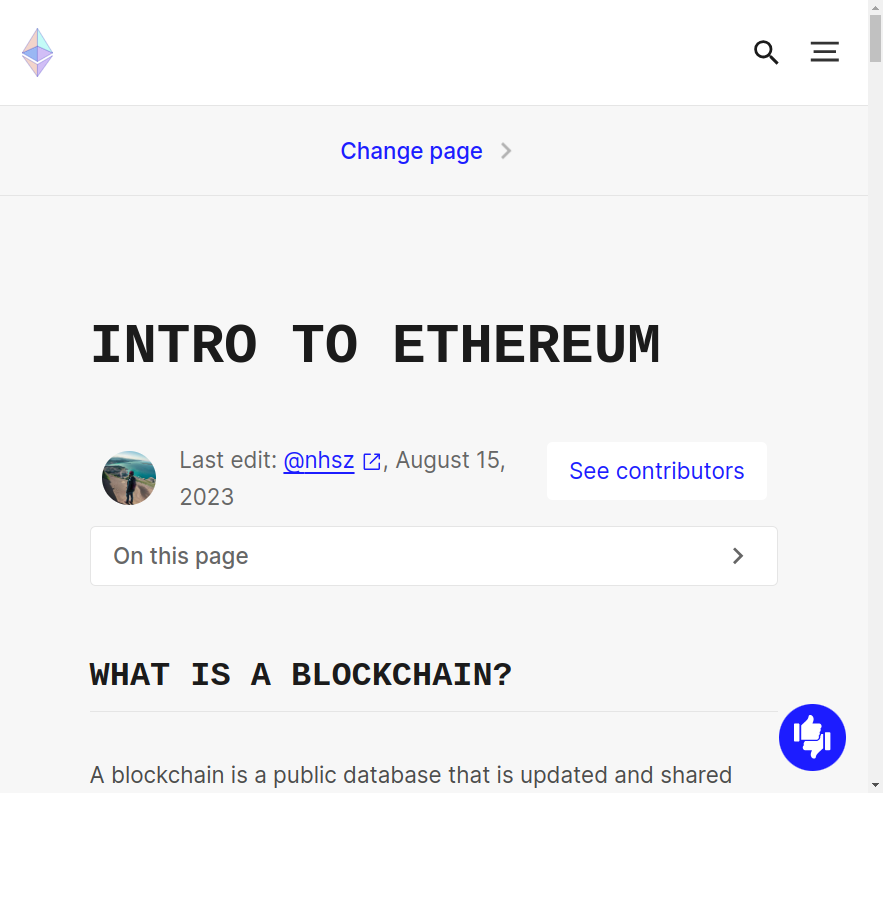 Change page
INTRO TO ETHEREUM
Last edit: @nhsz , August 15,
2023
See contributors
On this page
WHAT IS A BLOCKCHAIN?
A blockchain is a public database that is updated and shared